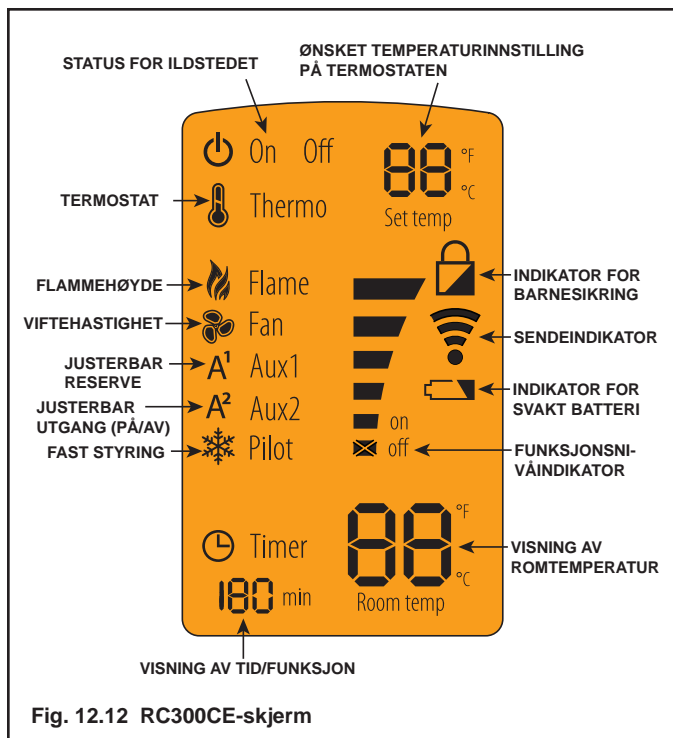 STATUS FOR ILDSTEDET
ØNSKET TEMPERATURINNSTILLING
PÅ TERMOSTATEN
On Off
88 °F
°C
Set temp
TERMOSTAT
Thermo
FLAMMEHØYDE
Flame
INDIKATOR FOR
BARNESIKRING
VIFTEHASTIGHET
Fan
SENDEINDIKATOR
JUSTERBAR
RESERVE
A¹ Aux1
JUSTERBAR
UTGANG (PÅ/AV)
A² Aux2
on
INDIKATOR FOR
SVAKT BATTERI
FAST STYRING
Pilot
off
FUNKSJONSNI-
VÅINDIKATOR
Timer
180 min
88 °F
°C
Room temp
VISNING AV
ROMTEMPERATUR
VISNING AV TID/FUNKSJON
Fig. 12.12 RC300CE-skjerm